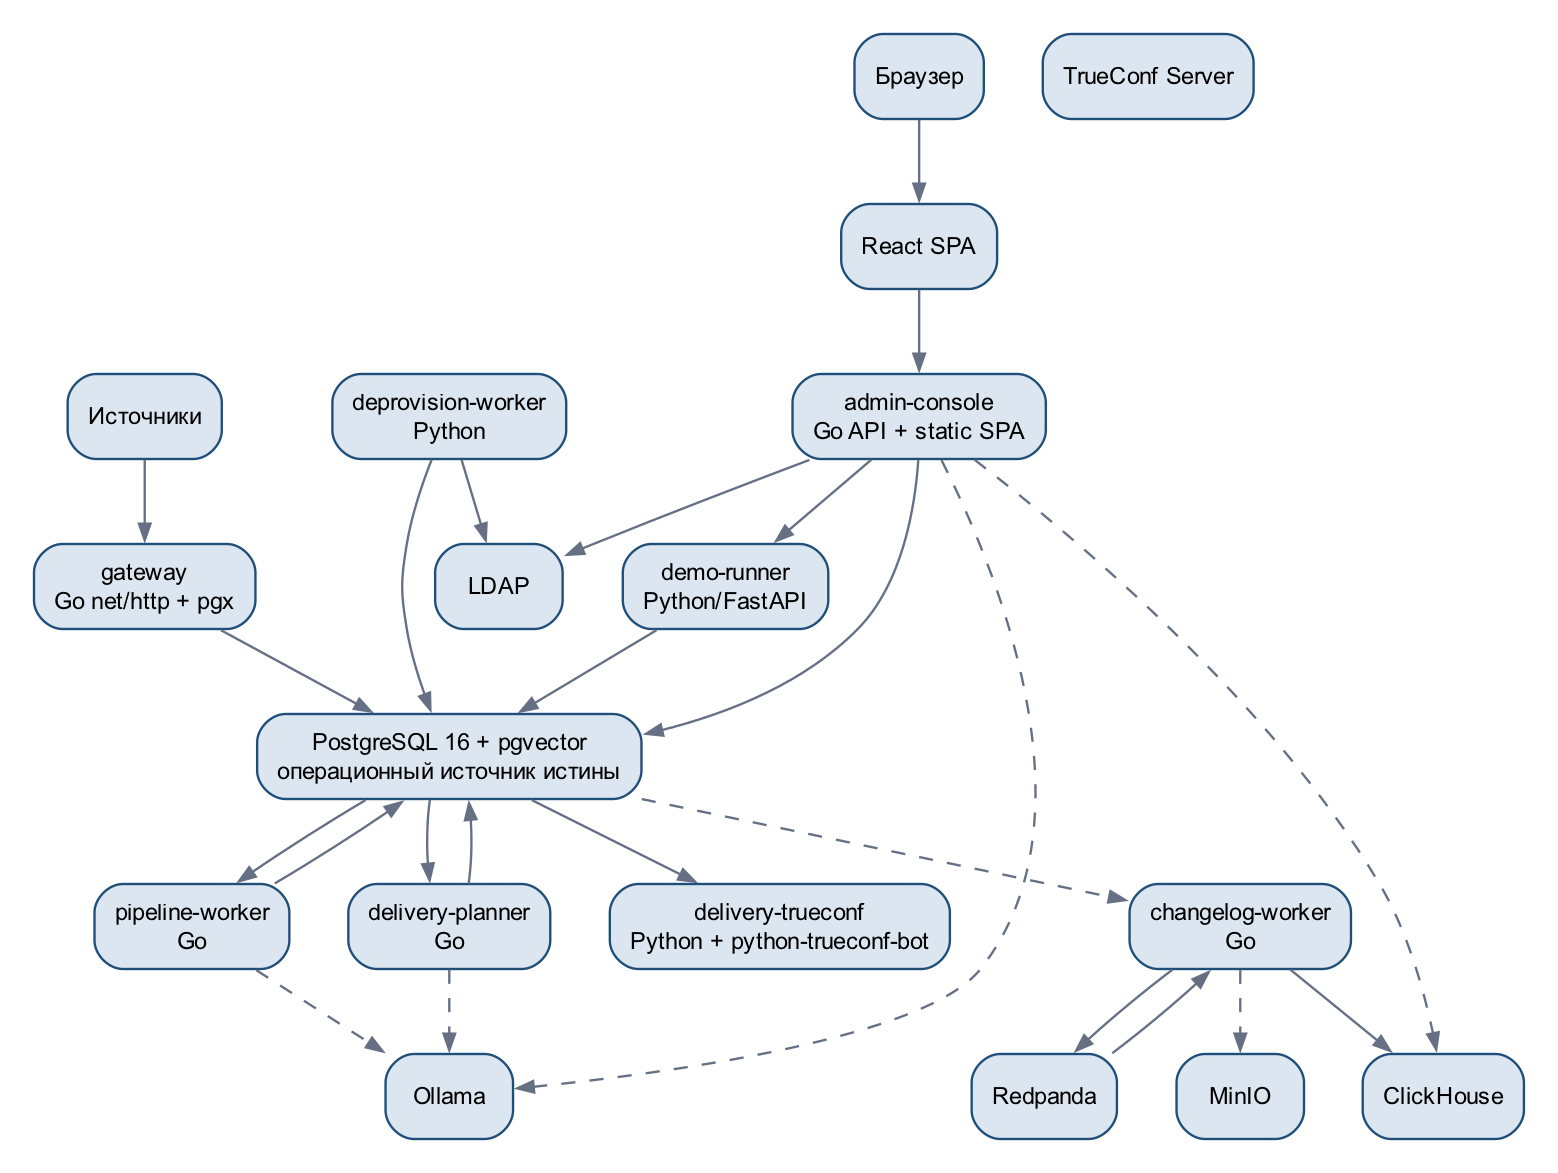 Браузер
TrueConf Server
React SPA
Источники
deprovision-worker
Python
admin-console
Go API + static SPA
gateway
Go net/http + pgx
LDAP
demo-runner
Python/FastAPI
PostgreSQL 16 + pgvector
операционный источник истины
pipeline-worker
Go
delivery-planner
Go
delivery-trueconf
Python + python-trueconf-bot
changelog-worker
Go
Ollama
Redpanda
MinIO
ClickHouse